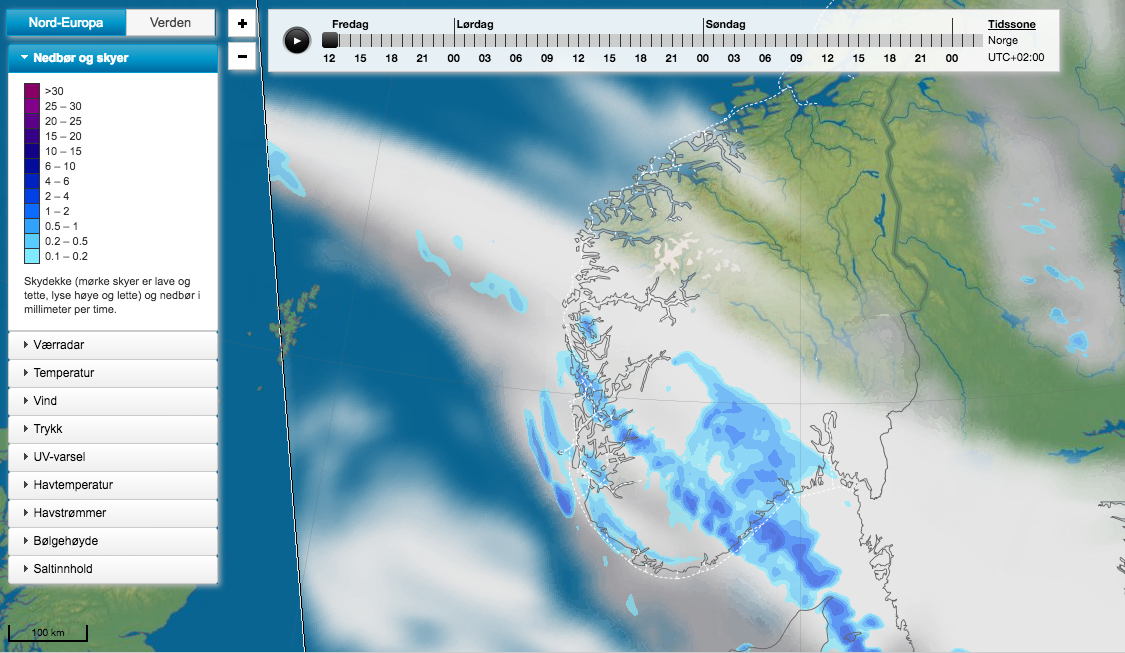 Nord-Europa Verden
+
−
Nedbør og skyer
>30
25 – 30
20 – 25
15 – 20
10 – 15
6 – 10
4 – 6
2 – 4
1 – 2
0.5 – 1
0.2 – 0.5
0.1 – 0.2
Skydekke (mørke skyer er lave og
tette, lyse høye og lette) og nedbør i
millimeter per time.
Værradar
Temperatur
Vind
Trykk
UV-varsel
Havtemperatur
Havstrømmer
Bølgehøyde
Saltinnhold
100 km
Fredag Lørdag Søndag
12 15 18 21 00 03 06 09 12 15 18 21 00 03 06 09 12 15 18 21 00
Tidssone
Norge
UTC+02:00